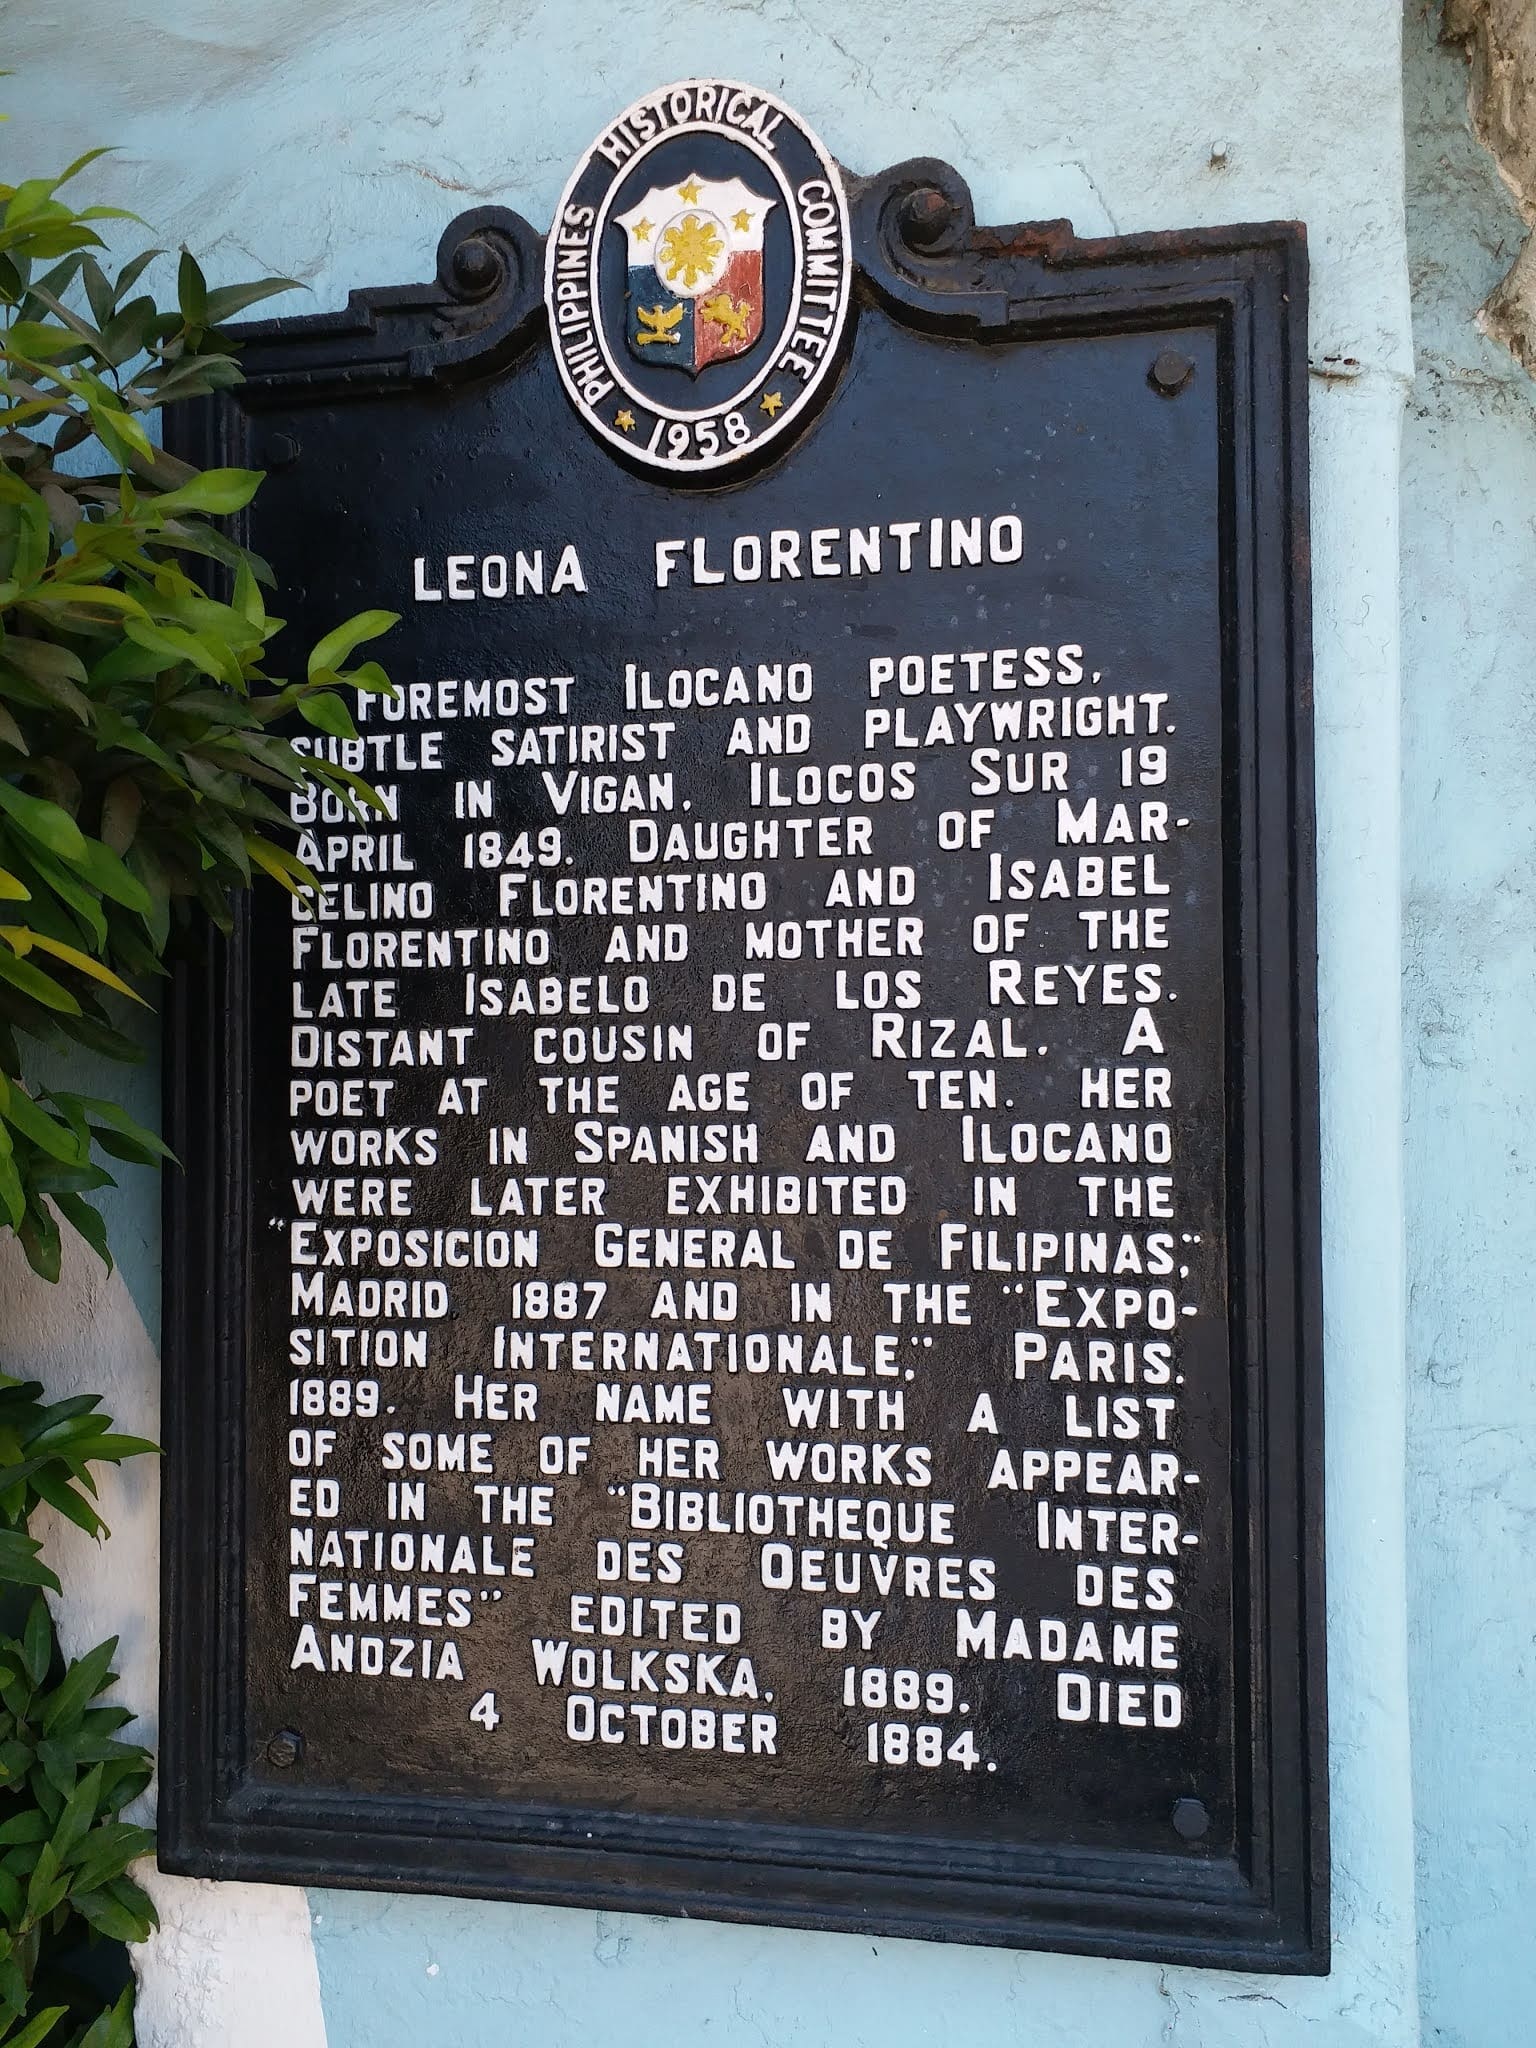 PHILIPPINES HISTORICAL COMMITTEE
1958
LEONA FLORENTINO
FOREMOST ILOCANO POETESS,
SUBTLE SATIRIST AND PLAYWRIGHT.
BORN IN VIGAN, ILOCOS SUR 19
APRIL 1849. DAUGHTER OF MAR-
CELINO FLORENTINO AND ISABEL
FLORENTINO AND MOTHER OF THE
LATE ISABELO DE LOS REYES.
DISTANT COUSIN OF RIZAL. A
POET AT THE AGE OF TEN. HER
WORKS IN SPANISH AND ILOCANO
WERE LATER EXHIBITED IN THE
"EXPOSICION GENERAL DE FILIPINAS,"
MADRID 1887 AND IN THE "EXPO-
SITION INTERNATIONALE," PARIS,
1889. HER NAME WITH A LIST
OF SOME OF HER WORKS APPEAR-
ED IN THE "BIBLIOTHEQUE INTER-
NATIONALE DES OEUVRES DES
FEMMES" EDITED BY MADAME
ANDZIA WOLKSKA, 1889. DIED
4 OCTOBER 1884.